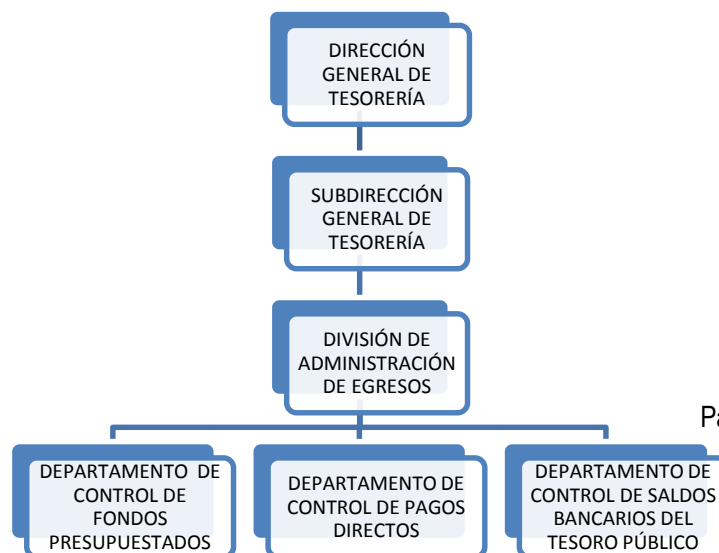 DIRECCIÓN
GENERAL DE
TESORERÍA
SUBDIRECCIÓN
GENERAL DE
TESORERÍA
DIVISIÓN DE
ADMINISTRACIÓN
DE EGRESOS
Pa
DEPARTAMENTO DE
CONTROL DE
FONDOS
PRESUPUESTADOS
DEPARTAMENTO DE
CONTROL DE PAGOS
DIRECTOS
DEPARTAMENTO DE
CONTROL DE SALDOS
BANCARIOS DEL
TESORO PÚBLICO